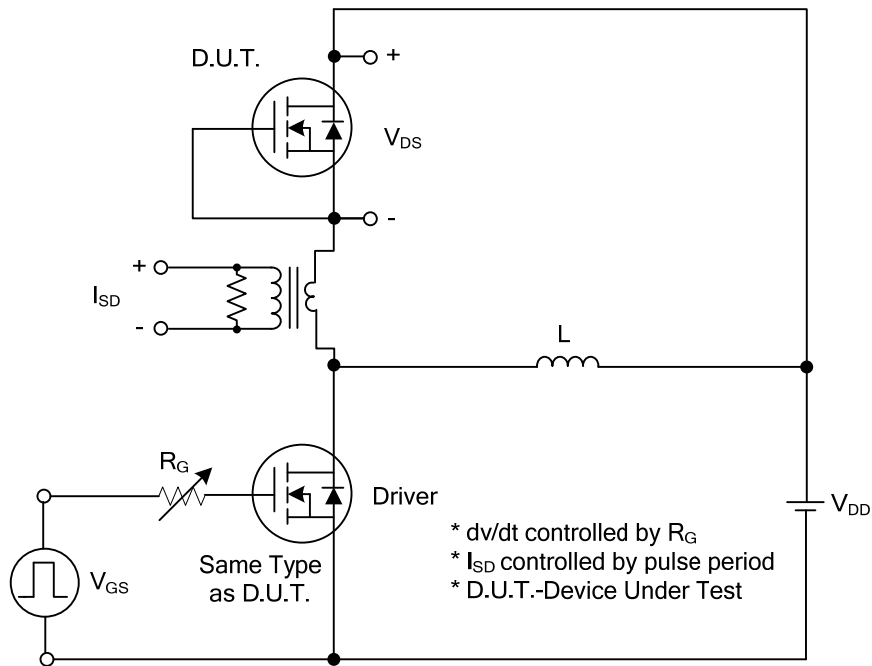 D.U.T.
+
VDS
-
+
ISD
-
L
RG
Driver
VDD
VGS
Same Type
as D.U.T.
* dv/dt controlled by RG
* ISD controlled by pulse period
* D.U.T.-Device Under Test